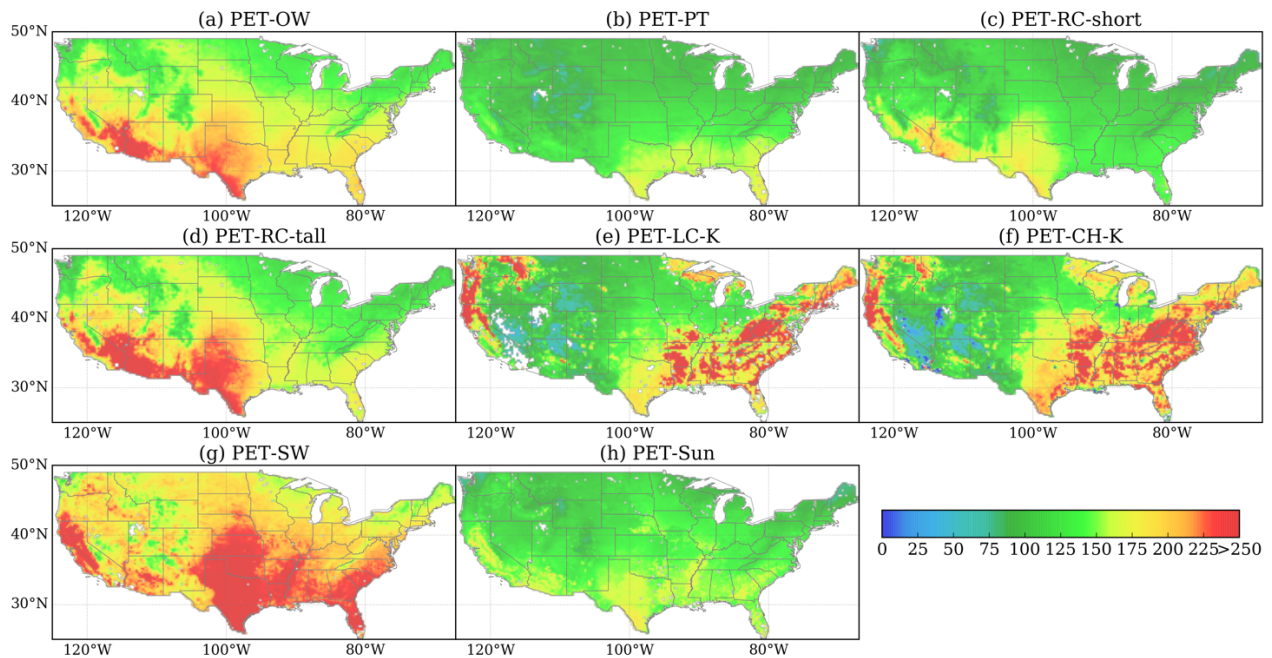 (a) PET-OW (b) PET-PT (c) PET-RC-short
50°N
40°N
30°N
120°W 100°W 80°W 120°W 100°W 80°W 120°W 100°W 80°W
(d) PET-RC-tall (e) PET-LC-K (f) PET-CH-K
50°N
40°N
30°N
120°W 100°W 80°W 120°W 100°W 80°W 120°W 100°W 80°W
(g) PET-SW (h) PET-Sun
50°N
40°N
30°N
0 25 50 75 100 125 150 175 200 225 >250
120°W 100°W 80°W 120°W 100°W 80°W